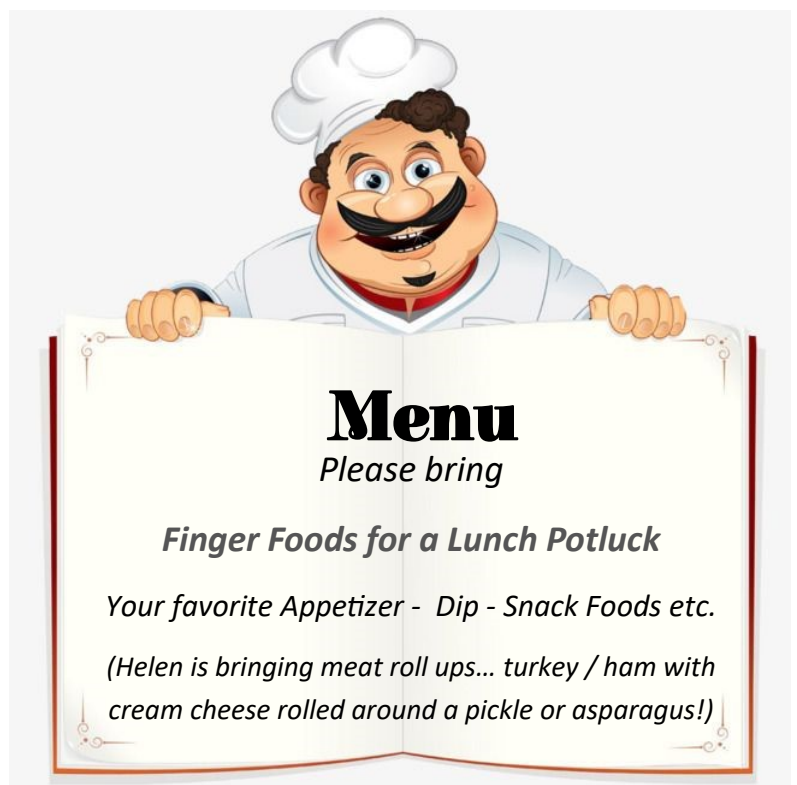 Menu
Please bring
Finger Foods for a Lunch Potluck
Your favorite Appetizer -  Dip - Snack Foods etc.
(Helen is bringing meat roll ups... turkey / ham with
cream cheese rolled around a pickle or asparagus!)